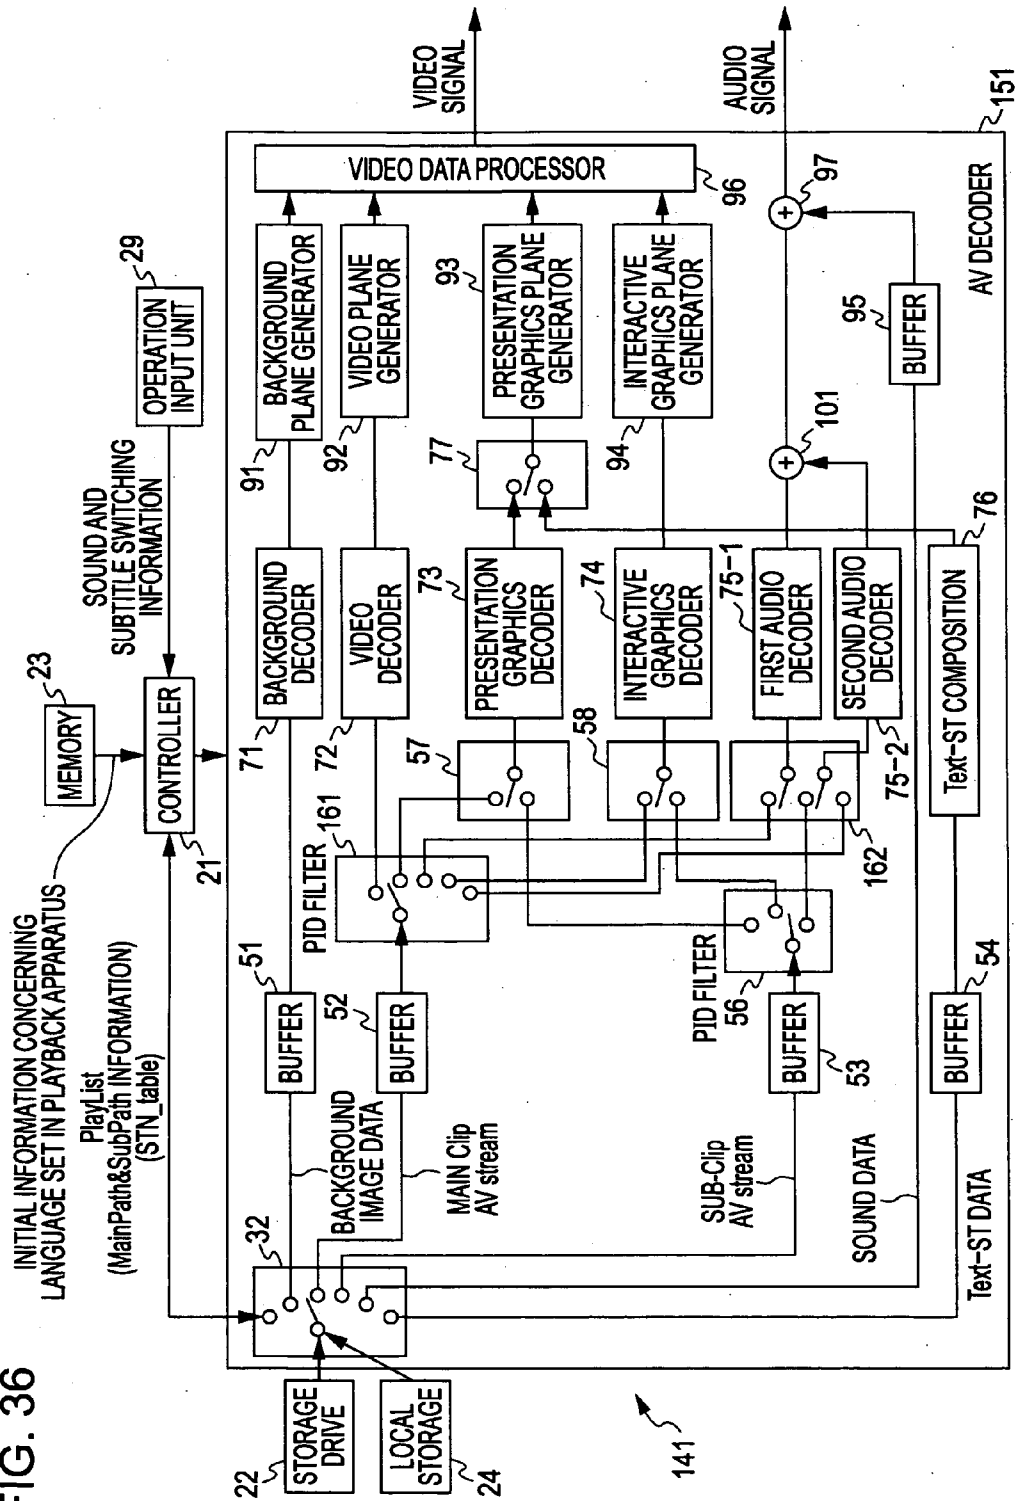 FIG. 36
INITIAL INFORMATION CONCERNING
LANGUAGE SET IN PLAYBACK APPARATUS
PlayList
(MainPath&SubPath INFORMATION)
(STN_table)
MEMORY
23
SOUND AND
SUBTITLE SWITCHING
INFORMATION
OPERATION
INPUT UNIT
29
CONTROLLER
21
VIDEO
SIGNAL
AUDIO
SIGNAL
STORAGE
DRIVE
22
LOCAL
STORAGE
24
141
32
BACKGROUND
IMAGE DATA
MAIN Clip
AV stream
SUB-Clip
AV stream
SOUND DATA
Text-ST DATA
BUFFER
51
BUFFER
52
BUFFER
53
BUFFER
54
PID FILTER
161
PID FILTER
56
57
58
162
BACKGROUND
DECODER
71
VIDEO
DECODER
72
PRESENTATION
GRAPHICS
DECODER
73
INTERACTIVE
GRAPHICS
DECODER
74
FIRST AUDIO
DECODER
75-1
SECOND AUDIO
DECODER
75-2
Text-ST COMPOSITION
76
77
BACKGROUND
PLANE GENERATOR
91
VIDEO PLANE
GENERATOR
92
PRESENTATION
GRAPHICS PLANE
GENERATOR
93
INTERACTIVE
GRAPHICS PLANE
GENERATOR
94
+
101
BUFFER
95
VIDEO DATA PROCESSOR
96
+
97
AV DECODER
151